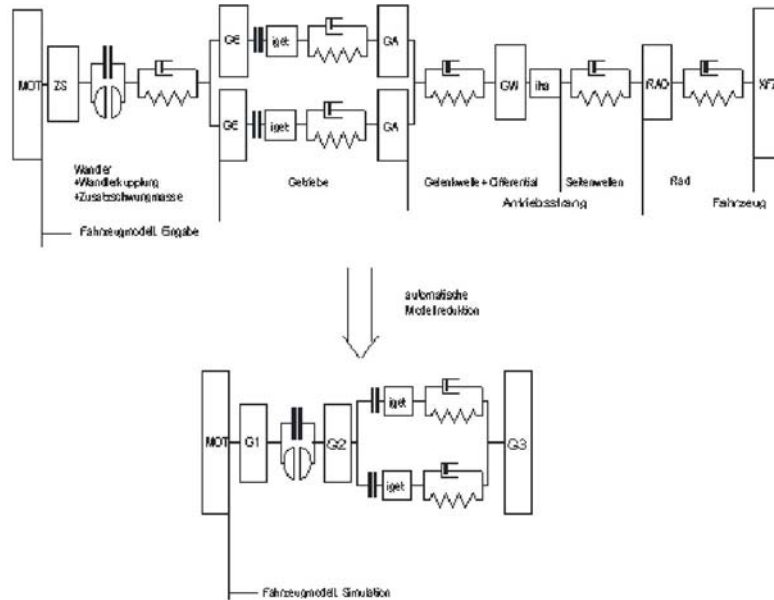 GE
iget
GA
MOT
ZS
GW
iha
RAD
KFZ
GE
iget
GA
Wandler
+Wandlerkupplung
+Zusatzschwungmasse
Getriebe
Gelenkwelle + Differential
Seitenwellen
Rad
Antriebsstrang
Fahrzeug
Fahrzeugmodell, Eingabe
automatische
Modellreduktion
iget
MOT
G1
G2
G3
iget
Fahrzeugmodell, Simulation